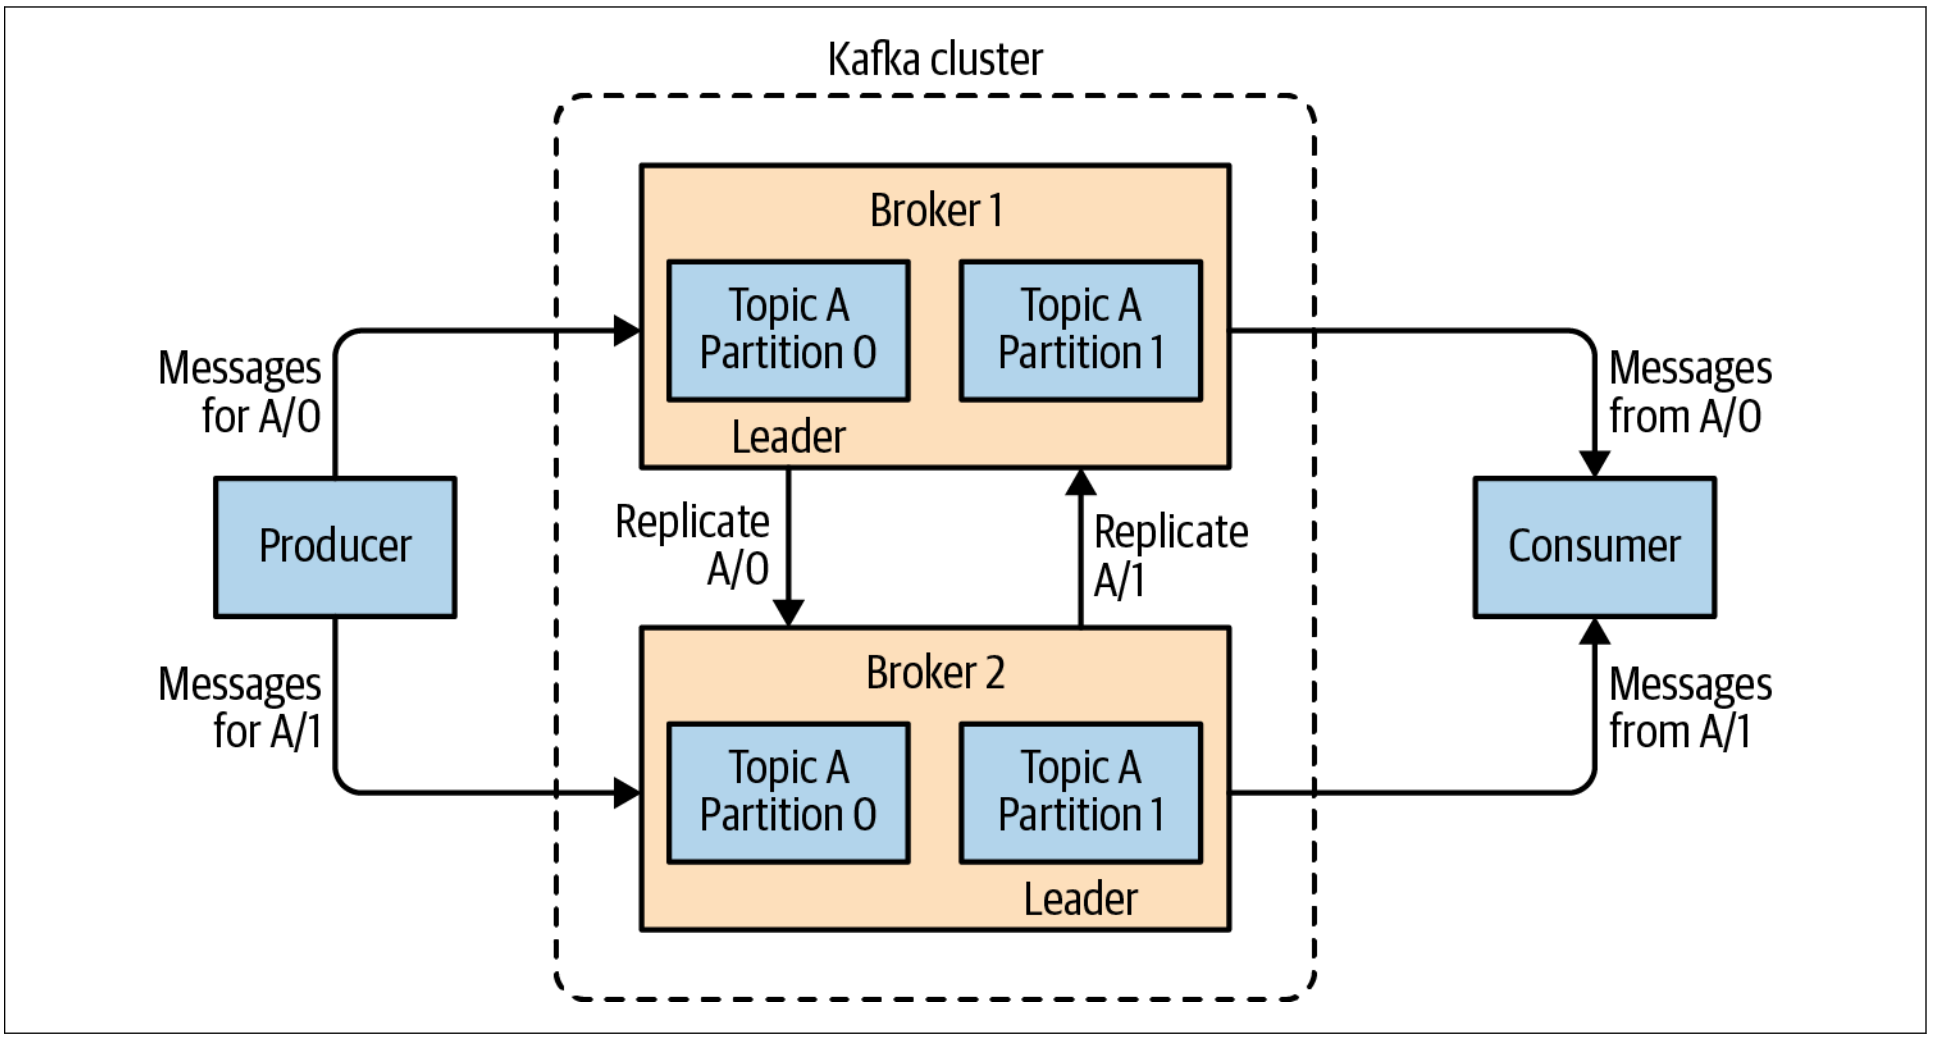 Kafka cluster
Broker 1
Topic A
Partition 0
Topic A
Partition 1
Leader
Messages
for A/0
Messages
from A/0
Replicate
A/0
Replicate
A/1
Producer
Consumer
Messages
for A/1
Messages
from A/1
Broker 2
Topic A
Partition 0
Topic A
Partition 1
Leader